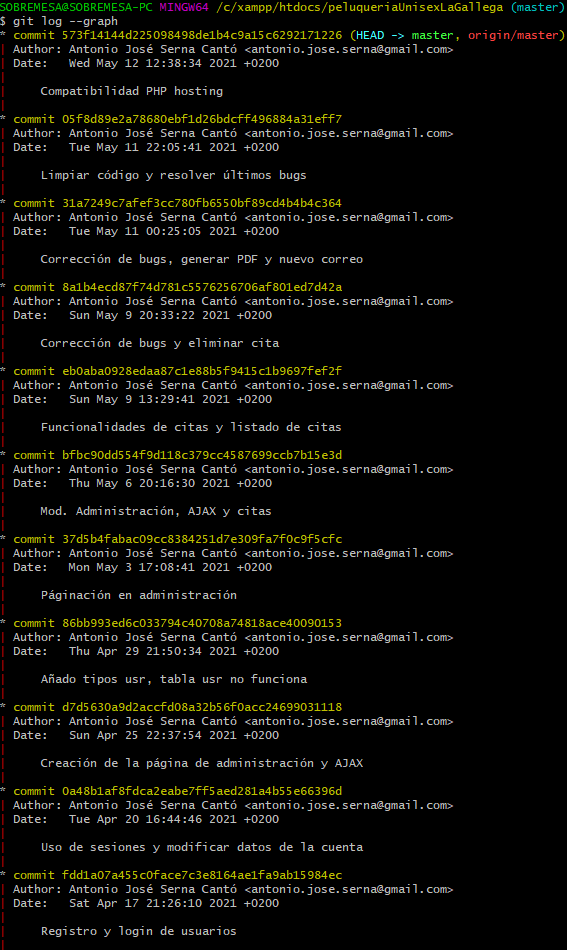 SOBREMESA@SOBREMESA-PC MINGW64 /c/xampp/htdocs/peluqueriaUnisexLaGallega (master)
$ git log --graph
* commit 573f14144d225098498de1b4c9a15c6292171226 (HEAD -> master, origin/master)
| Author: Antonio José Serna Cantó <antonio.jose.serna@gmail.com>
| Date:   Wed May 12 12:38:34 2021 +0200
|
|     Compatibilidad PHP hosting
|
* commit 05f8d89e2a78680ebf1d26bdcff496884a31eff7
| Author: Antonio José Serna Cantó <antonio.jose.serna@gmail.com>
| Date:   Tue May 11 22:05:41 2021 +0200
|
|     Limpiar código y resolver últimos bugs
|
* commit 31a7249c7afef3cc780fb6550bf89cd4b4b4c364
| Author: Antonio José Serna Cantó <antonio.jose.serna@gmail.com>
| Date:   Tue May 11 00:25:05 2021 +0200
|
|     Corrección de bugs, generar PDF y nuevo correo
|
* commit 8a1b4ecd87f74d781c5576256706af801ed7d42a
| Author: Antonio José Serna Cantó <antonio.jose.serna@gmail.com>
| Date:   Sun May 9 20:33:22 2021 +0200
|
|     Corrección de bugs y eliminar cita
|
* commit eb0aba0928edaa87c1e88b5f9415c1b9697fef2f
| Author: Antonio José Serna Cantó <antonio.jose.serna@gmail.com>
| Date:   Sun May 9 13:29:41 2021 +0200
|
|     Funcionalidades de citas y listado de citas
|
* commit bfbc90dd554f9d118c379cc4587699ccb7b15e3d
| Author: Antonio José Serna Cantó <antonio.jose.serna@gmail.com>
| Date:   Thu May 6 20:16:30 2021 +0200
|
|     Mod. Administración, AJAX y citas
|
* commit 37d5b4fabac09cc8384251d7e309fa7f0c9f5cfc
| Author: Antonio José Serna Cantó <antonio.jose.serna@gmail.com>
| Date:   Mon May 3 17:08:41 2021 +0200
|
|     Páginación en administración
|
* commit 86bb993ed6c033794c40708a74818ace40090153
| Author: Antonio José Serna Cantó <antonio.jose.serna@gmail.com>
| Date:   Thu Apr 29 21:50:34 2021 +0200
|
|     Añado tipos usr, tabla usr no funciona
|
* commit d7d5630a9d2accfd08a32b56f0acc24699031118
| Author: Antonio José Serna Cantó <antonio.jose.serna@gmail.com>
| Date:   Sun Apr 25 22:37:54 2021 +0200
|
|     Creación de la página de administración y AJAX
|
* commit 0a48b1af8fdca2eabe7ff5aed281a4b55e66396d
| Author: Antonio José Serna Cantó <antonio.jose.serna@gmail.com>
| Date:   Tue Apr 20 16:44:46 2021 +0200
|
|     Uso de sesiones y modificar datos de la cuenta
|
* commit fdd1a07a455c0face7c3e8164ae1fa9ab15984ec
| Author: Antonio José Serna Cantó <antonio.jose.serna@gmail.com>
| Date:   Sat Apr 17 21:26:10 2021 +0200
|
|     Registro y login de usuarios